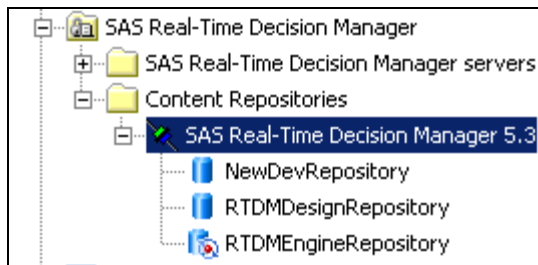 SAS Real-Time Decision Manager
SAS Real-Time Decision Manager servers
Content Repositories
SAS Real-Time Decision Manager 5.3
NewDevRepository
RTDMDesignRepository
RTDMEngineRepository